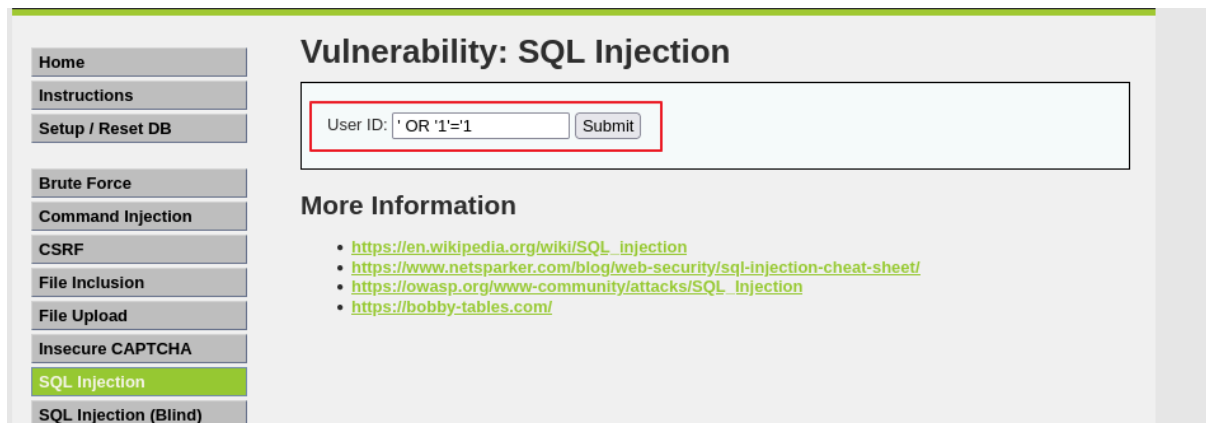 Home
Instructions
Setup / Reset DB
Brute Force
Command Injection
CSRF
File Inclusion
File Upload
Insecure CAPTCHA
SQL Injection
SQL Injection (Blind)
Vulnerability: SQL Injection
User ID: ' OR '1'='1 Submit
More Information
https://en.wikipedia.org/wiki/SQL_injection
https://www.netsparker.com/blog/web-security/sql-injection-cheat-sheet/
https://owasp.org/www-community/attacks/SQL_Injection
https://bobby-tables.com/